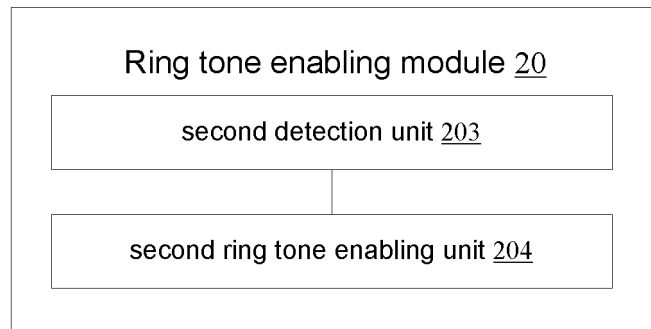 Ring tone enabling module 20
second detection unit 203
second ring tone enabling unit 204